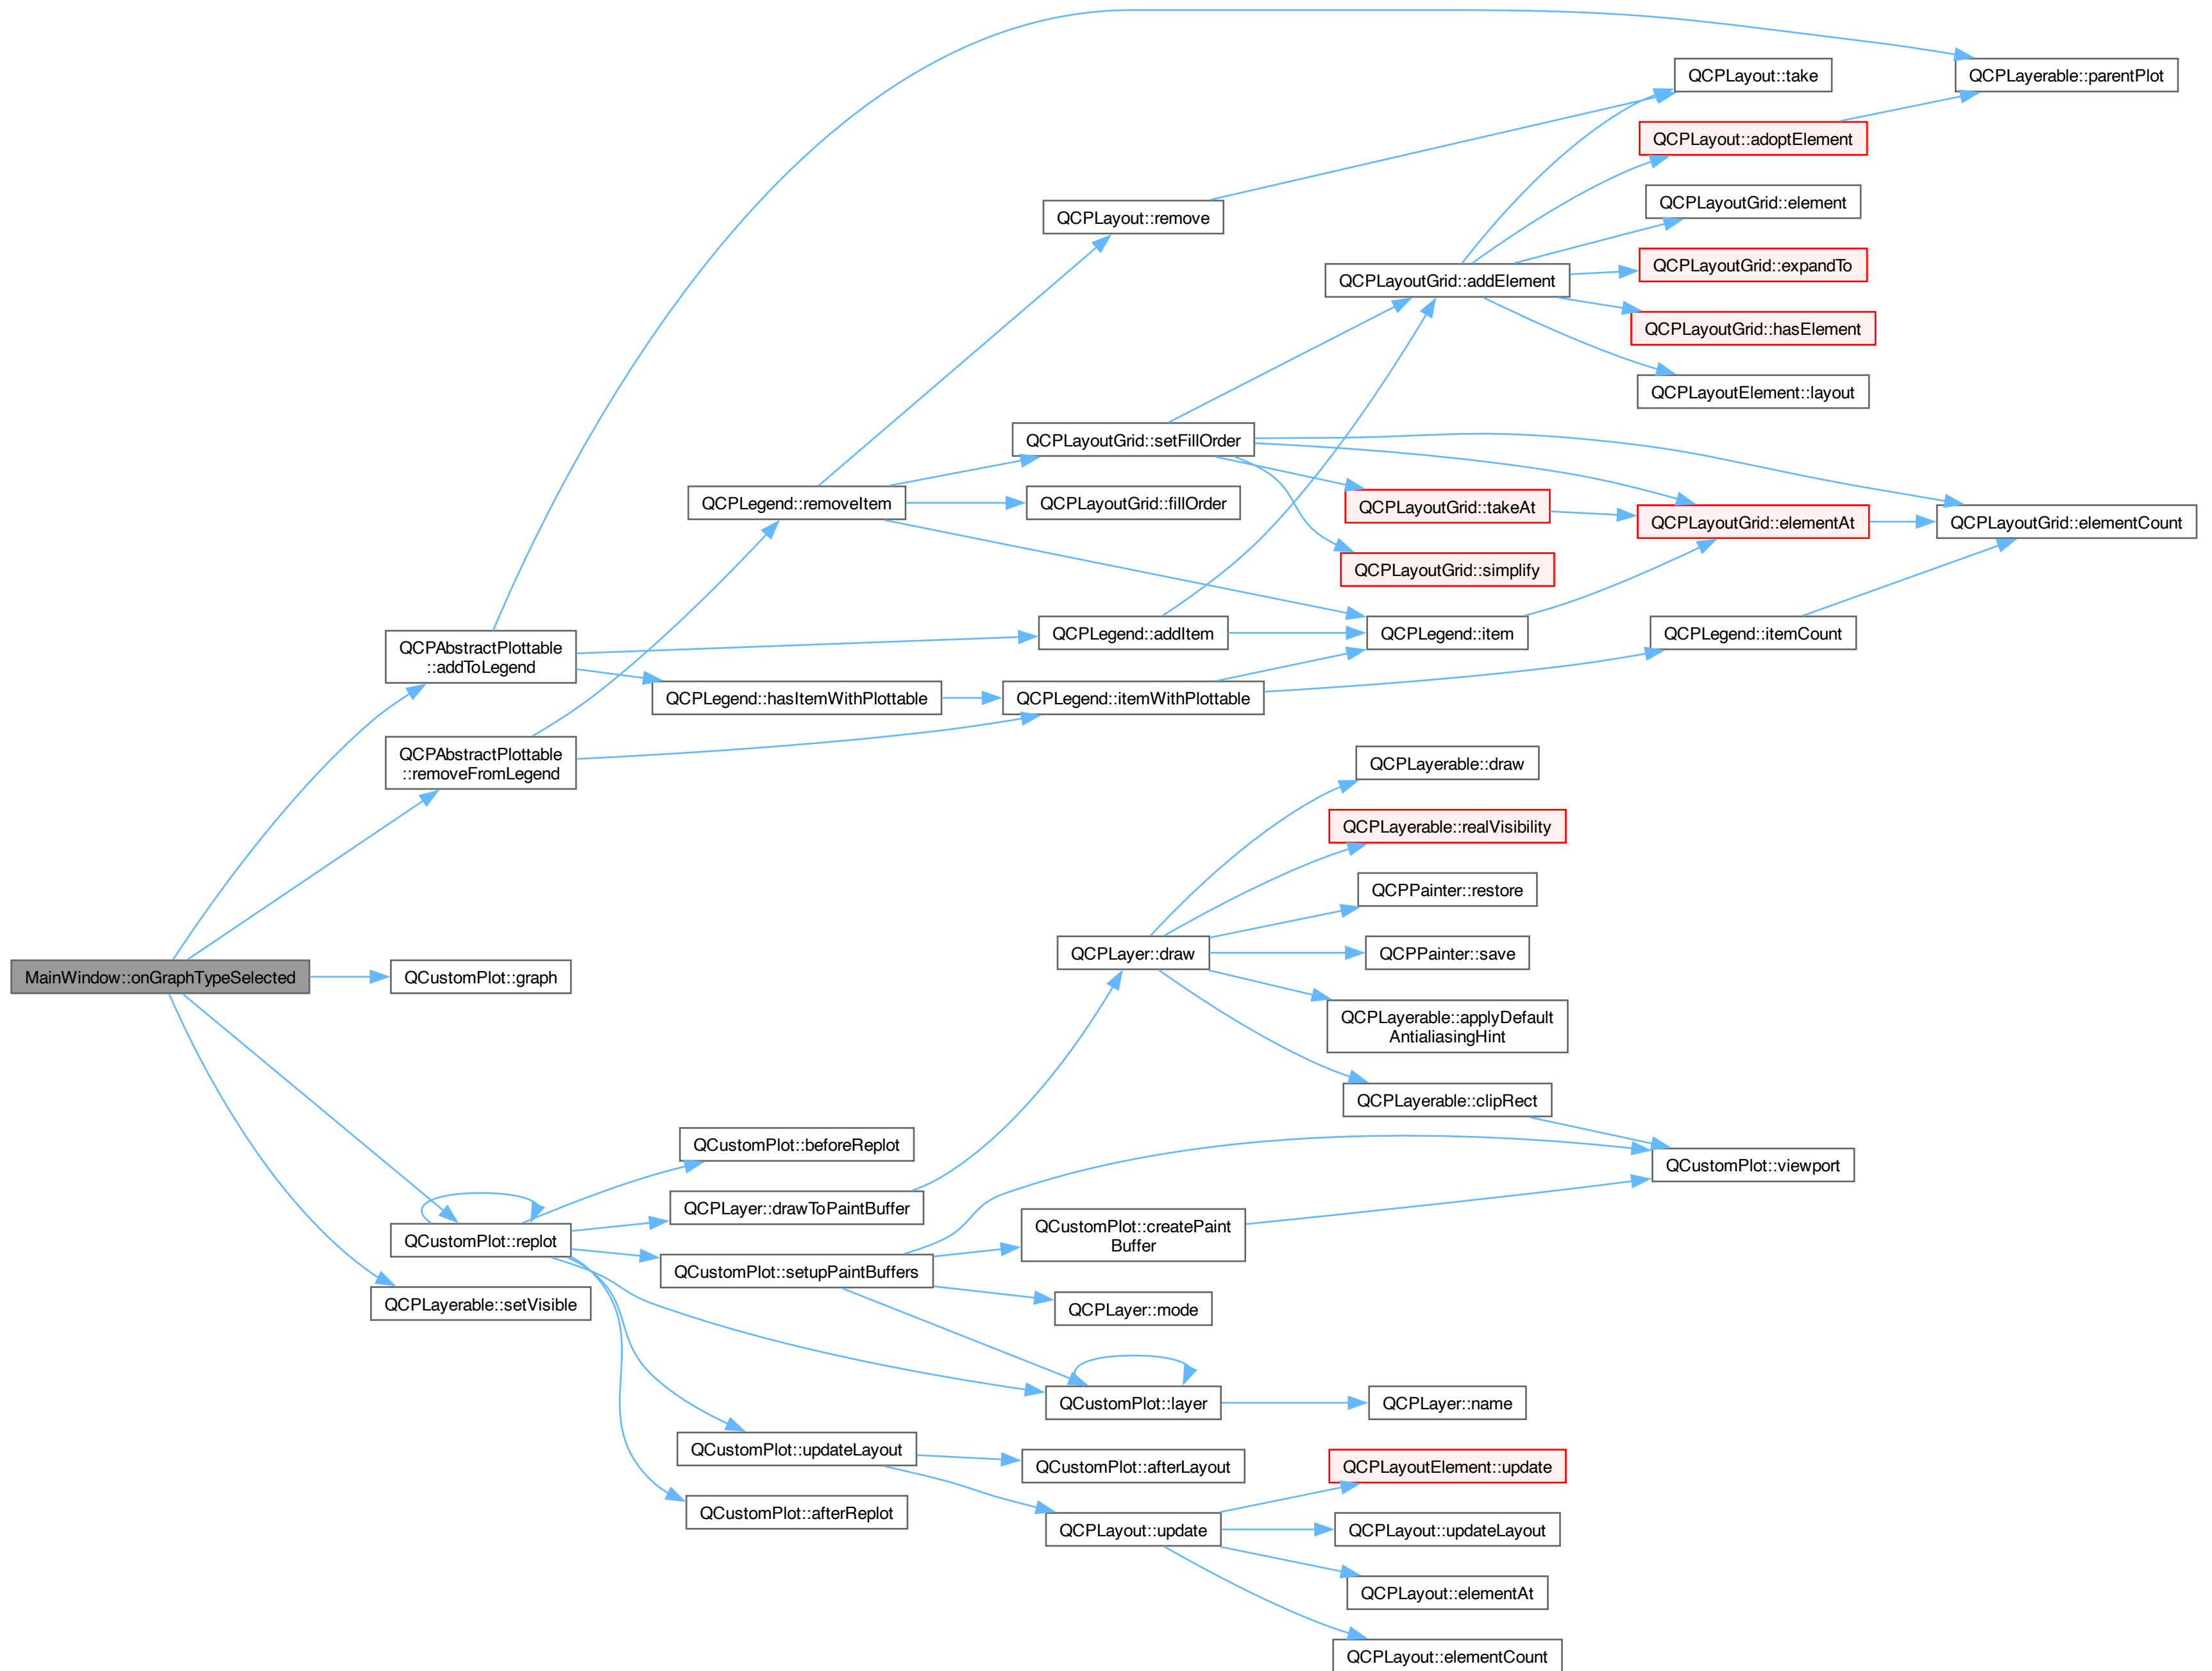 QCPLayout::take
QCPLayerable::parentPlot
QCPLayout::adoptElement
QCPLayoutGrid::element
QCPLayout::remove
QCPLayoutGrid::expandTo
QCPLayoutGrid::addElement
QCPLayoutGrid::hasElement
QCPLayoutElement::layout
QCPLayoutGrid::setFillOrder
QCPLegend::removeItem
QCPLayoutGrid::fillOrder
QCPLayoutGrid::takeAt
QCPLayoutGrid::elementAt
QCPLayoutGrid::elementCount
QCPLayoutGrid::simplify
QCPAbstractPlottable
::addToLegend
QCPLegend::addItem
QCPLegend::item
QCPLegend::itemCount
QCPLegend::hasItemWithPlottable
QCPLegend::itemWithPlottable
QCPAbstractPlottable
::removeFromLegend
QCPLayerable::draw
QCPLayerable::realVisibility
QCPPainter::restore
QCPLayer::draw
QCPPainter::save
MainWindow::onGraphTypeSelected
QCustomPlot::graph
QCPLayerable::applyDefault
AntialiasingHint
QCPLayerable::clipRect
QCustomPlot::beforeReplot
QCustomPlot::viewport
QCPLayer::drawToPaintBuffer
QCustomPlot::replot
QCustomPlot::createPaint
Buffer
QCustomPlot::setupPaintBuffers
QCPLayerable::setVisible
QCPLayer::mode
QCustomPlot::layer
QCPLayer::name
QCustomPlot::updateLayout
QCustomPlot::afterLayout
QCPLayoutElement::update
QCustomPlot::afterReplot
QCPLayout::update
QCPLayout::updateLayout
QCPLayout::elementAt
QCPLayout::elementCount